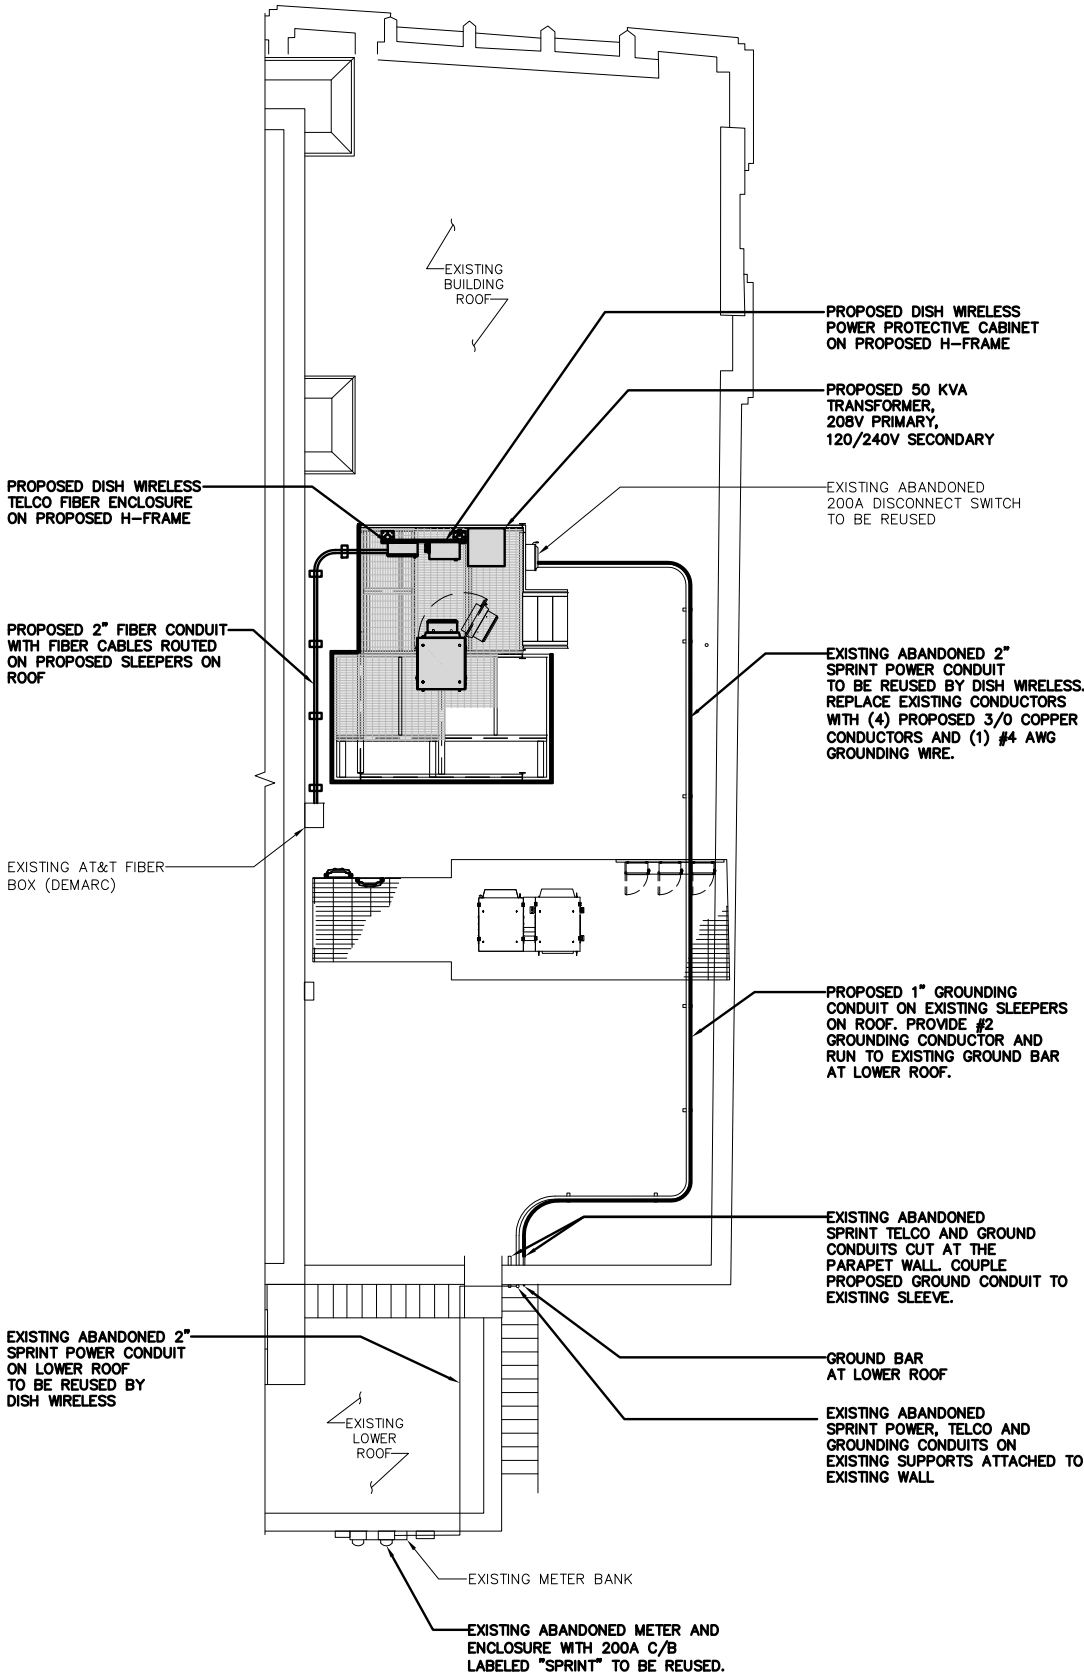 EXISTING
BUILDING
ROOF
PROPOSED DISH WIRELESS
POWER PROTECTIVE CABINET
ON PROPOSED H-FRAME
PROPOSED 50 KVA
TRANSFORMER,
208V PRIMARY,
120/240V SECONDARY
PROPOSED DISH WIRELESS
TELCO FIBER ENCLOSURE
ON PROPOSED H-FRAME
EXISTING ABANDONED
200A DISCONNECT SWITCH
TO BE REUSED
PROPOSED 2" FIBER CONDUIT
WITH FIBER CABLES ROUTED
ON PROPOSED SLEEPERS ON
ROOF
EXISTING ABANDONED 2"
SPRINT POWER CONDUIT
TO BE REUSED BY DISH WIRELESS.
REPLACE EXISTING CONDUCTORS
WITH (4) PROPOSED 3/0 COPPER
CONDUCTORS AND (1) #4 AWG
GROUNDING WIRE.
EXISTING AT&T FIBER
BOX (DEMARC)
PROPOSED 1" GROUNDING
CONDUIT ON EXISTING SLEEPERS
ON ROOF. PROVIDE #2
GROUNDING CONDUCTOR AND
RUN TO EXISTING GROUND BAR
AT LOWER ROOF.
EXISTING ABANDONED
SPRINT TELCO AND GROUND
CONDUITS CUT AT THE
PARAPET WALL. COUPLE
PROPOSED GROUND CONDUIT TO
EXISTING SLEEVE.
EXISTING ABANDONED 2"
SPRINT POWER CONDUIT
ON LOWER ROOF
TO BE REUSED BY
DISH WIRELESS
GROUND BAR
AT LOWER ROOF
EXISTING
LOWER
ROOF
EXISTING ABANDONED
SPRINT POWER, TELCO AND
GROUNDING CONDUITS ON
EXISTING SUPPORTS ATTACHED TO
EXISTING WALL
EXISTING METER BANK
EXISTING ABANDONED METER AND
ENCLOSURE WITH 200A C/B
LABELED "SPRINT" TO BE REUSED.